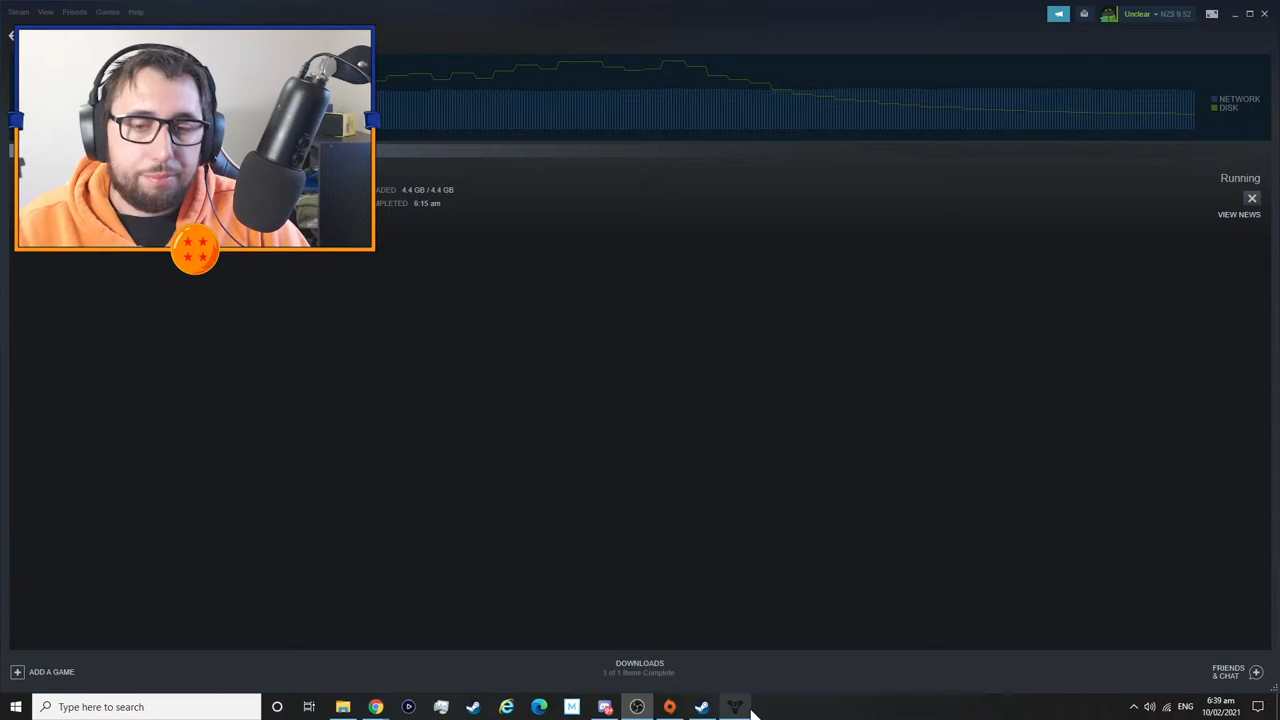 Steam View Friends Games Help
Unclear NZ$ 9.52
NETWORK
DISK
ADED 4.4 GB / 4.4 GB
MPLETED 6:15 am
Running
VIEW NEWS
ADD A GAME
DOWNLOADS
1 of 1 Items Complete
FRIENDS
& CHAT
Type here to search
M
ENG
6:39 am
10/02/2021